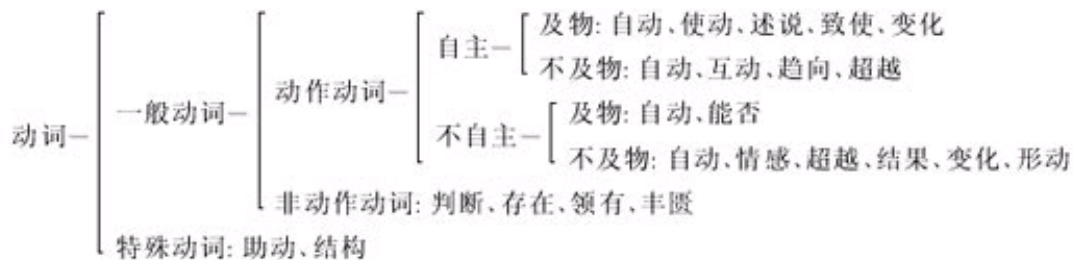 及物: 自动、使动、述说、致使、变化
自主—
不及物: 自动、互动、趋向、超越
动作动词—
一般动词—
及物: 自动、能否
不自主—
动词—
不及物: 自动、情感、超越、结果、变化、形动
非动作动词: 判断、存在、领有、丰匮
特殊动词: 助动、结构